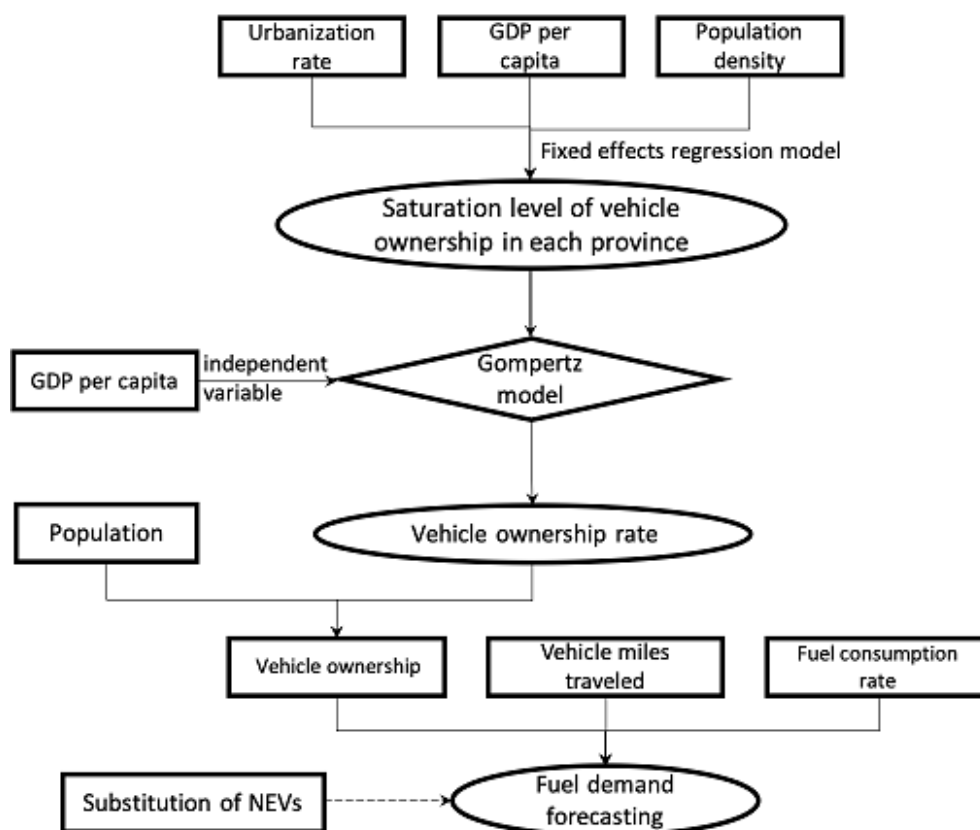 Urbanization
rate
GDP per
capita
Population
density
Fixed effects regression model
Saturation level of vehicle
ownership in each province
GDP per capita
independent
variable
Gompertz
model
Population
Vehicle ownership rate
Vehicle ownership
Vehicle miles
traveled
Fuel consumption
rate
Substitution of NEVs
Fuel demand
forecasting